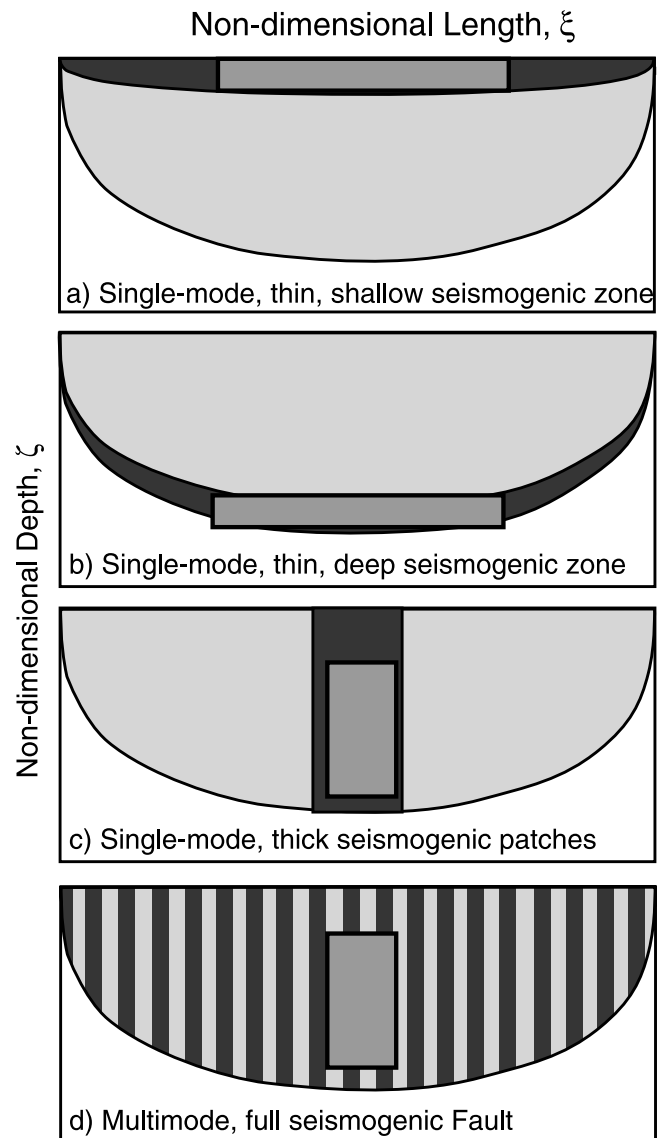 Non-dimensional Length, ξ
a) Single-mode, thin, shallow seismogenic zone
Non-dimensional Depth, ζ
b) Single-mode, thin, deep seismogenic zone
c) Single-mode, thick seismogenic patches
d) Multimode, full seismogenic Fault